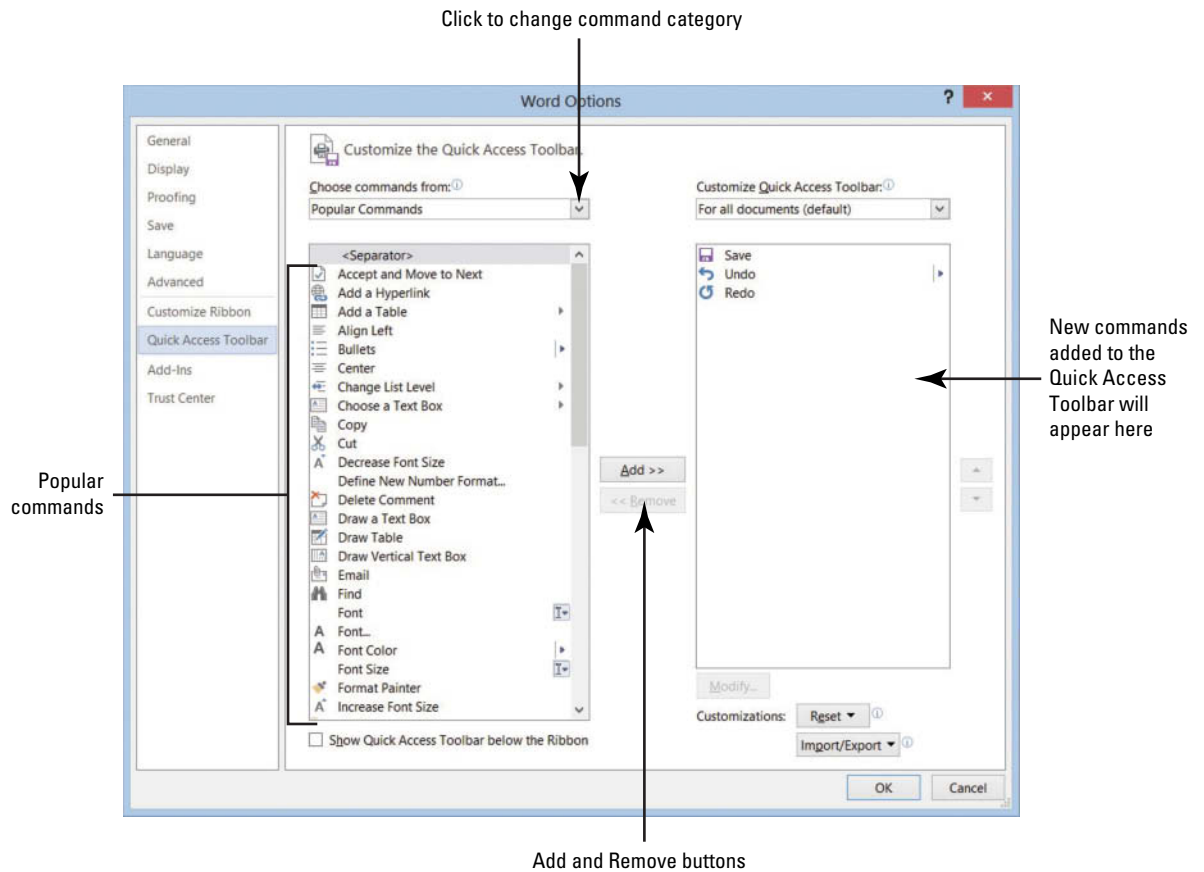 Click to change command category
Word Options
?
General
Display
Proofing
Save
Language
Advanced
Customize Ribbon
Quick Access Toolbar
Add-Ins
Trust Center
Customize the Quick Access Toolbar.
Choose commands from:
Popular Commands
<Separator>
Accept and Move to Next
Add a Hyperlink
Add a Table
Align Left
Bullets
Center
Change List Level
Choose a Text Box
Copy
Cut
Decrease Font Size
Define New Number Format...
Delete Comment
Draw a Text Box
Draw Table
Draw Vertical Text Box
Email
Find
Font
Font...
Font Color
Font Size
Format Painter
Increase Font Size
Show Quick Access Toolbar below the Ribbon
Add >>
<< Remove
Customize Quick Access Toolbar:
For all documents (default)
Save
Undo
Redo
Modify...
Customizations:
Reset
Import/Export
OK
Cancel
Popular
commands
New commands
added to the
Quick Access
Toolbar will
appear here
Add and Remove buttons